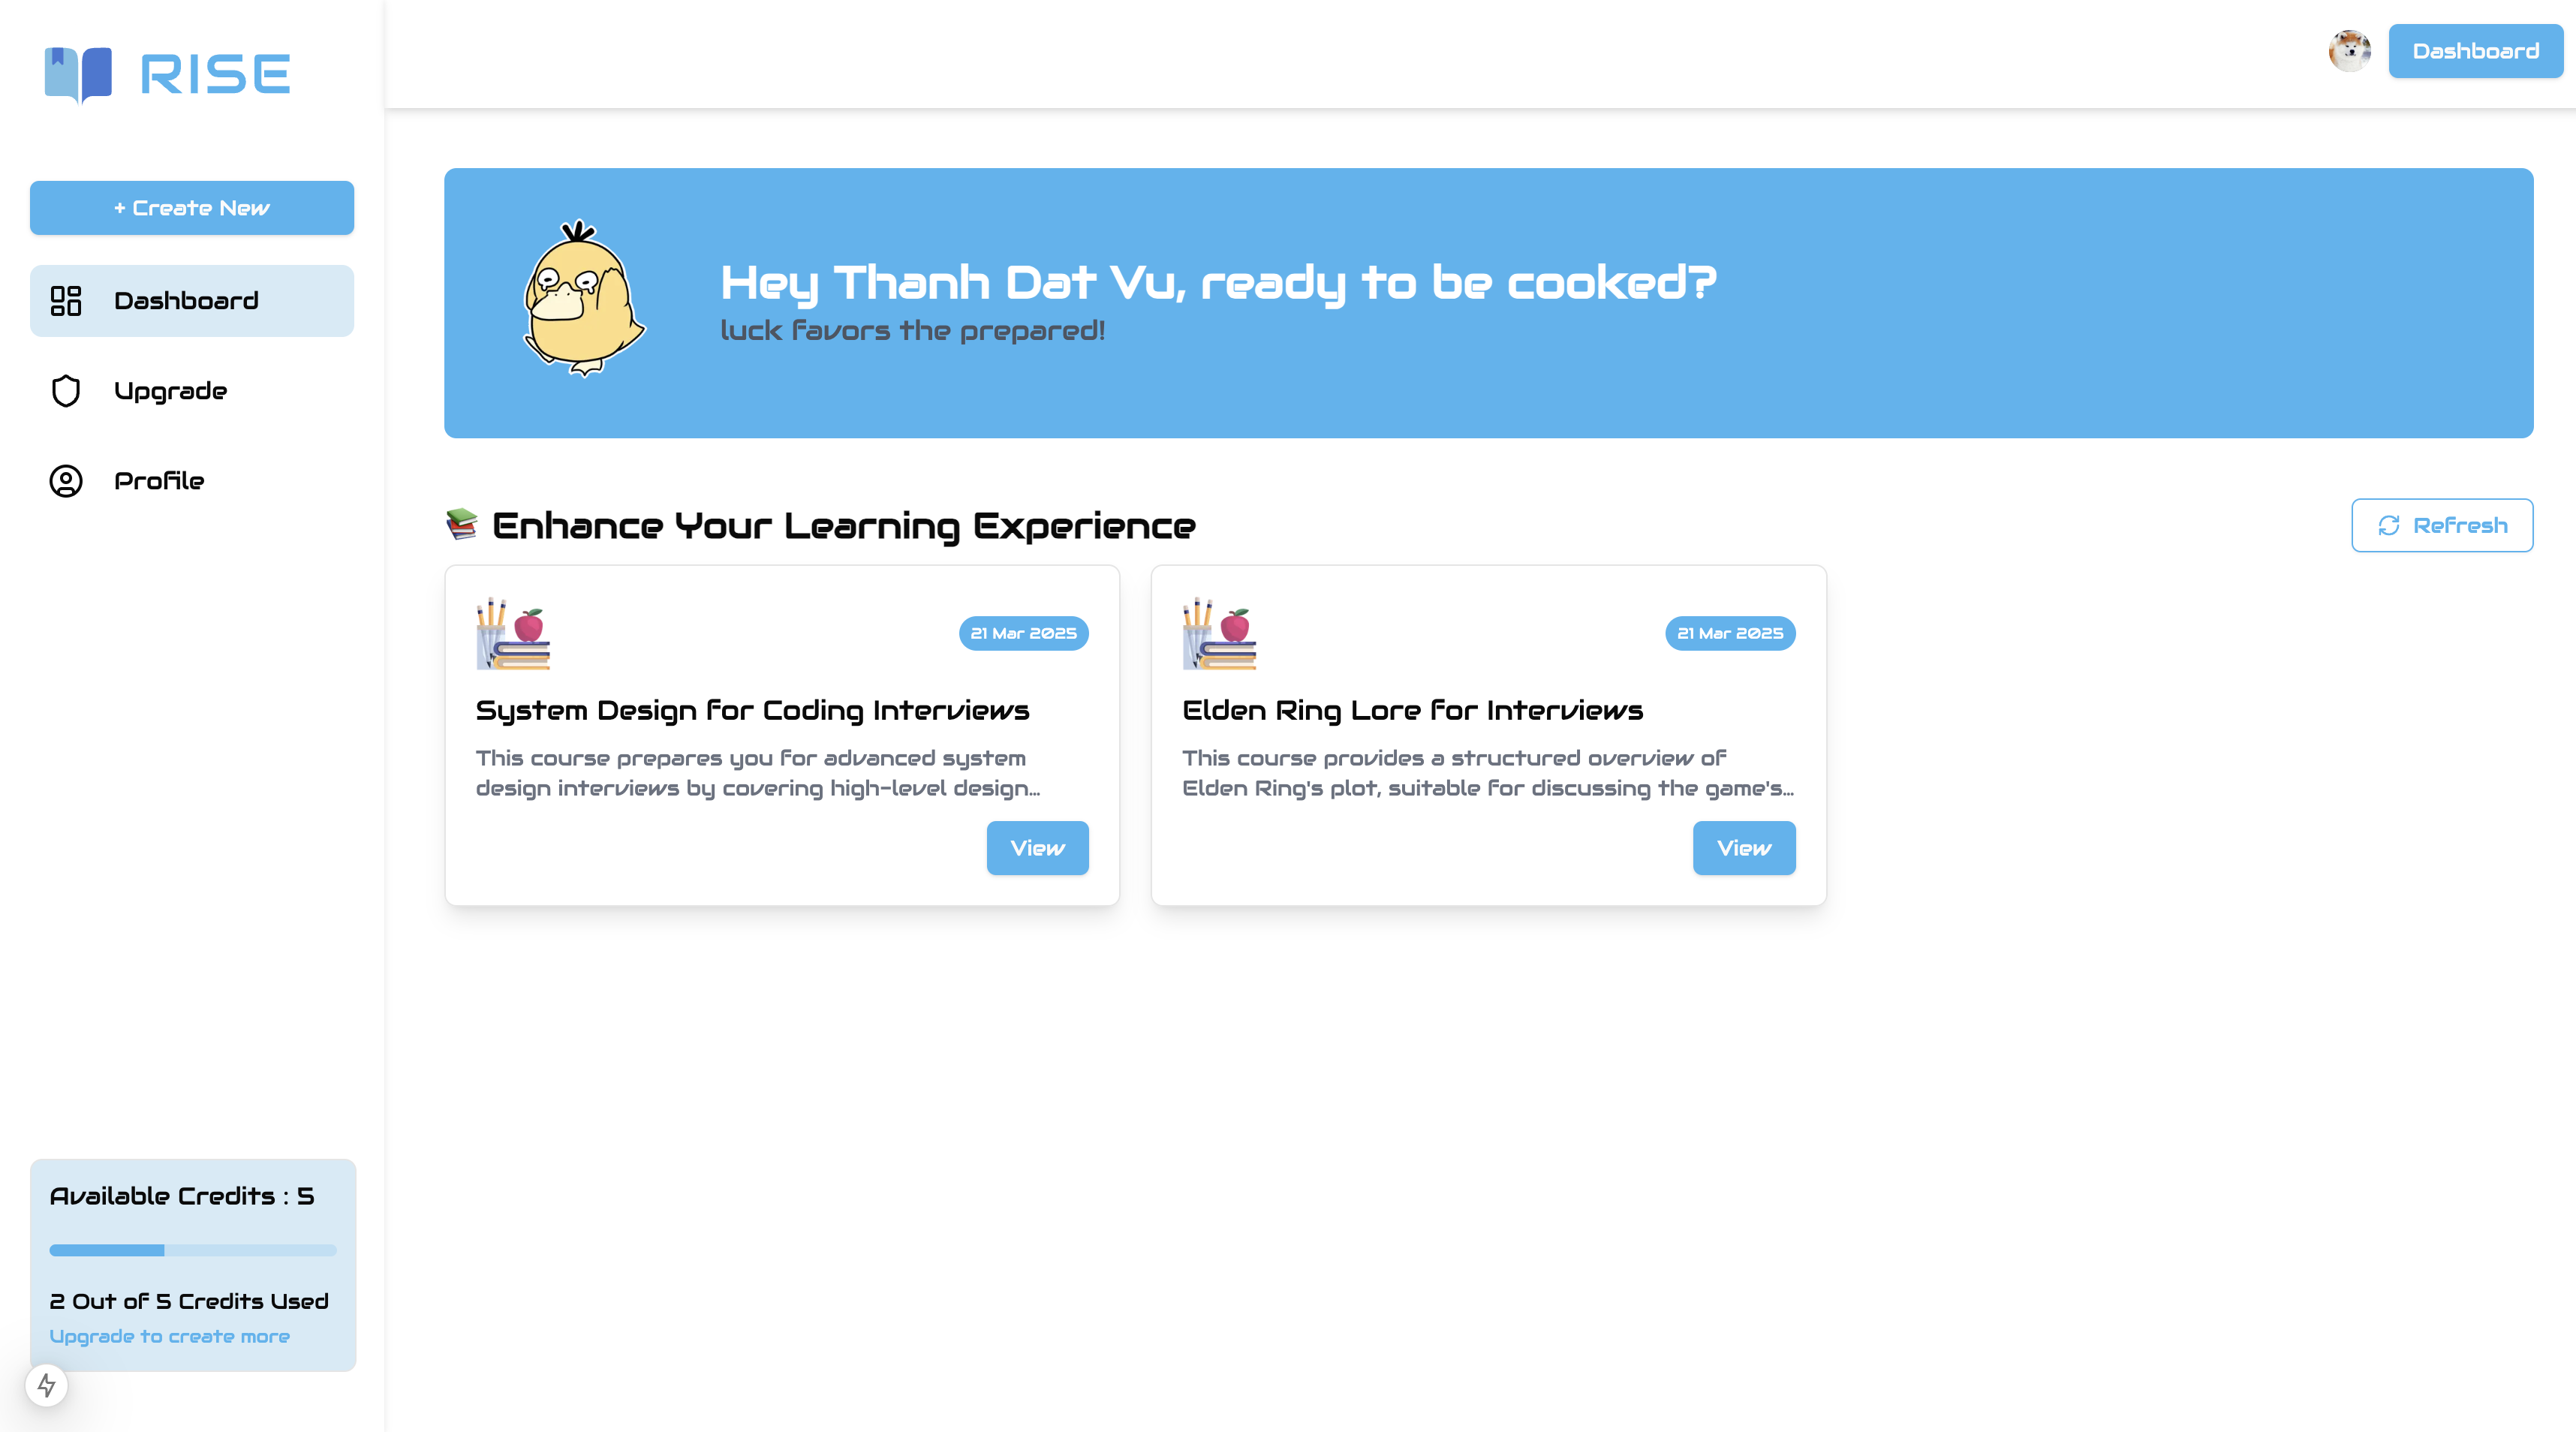 RISE
+ Create New
Dashboard
Upgrade
Profile
Available Credits : 5
2 Out of 5 Credits Used
Upgrade to create more
Dashboard
Hey Thanh Dat Vu, ready to be cooked?
luck favors the prepared!
Enhance Your Learning Experience
Refresh
21 Mar 2025
System Design for Coding Interviews
This course prepares you for advanced system
design interviews by covering high-level design...
View
21 Mar 2025
Elden Ring Lore for Interviews
This course provides a structured overview of
Elden Ring's plot, suitable for discussing the game's...
View